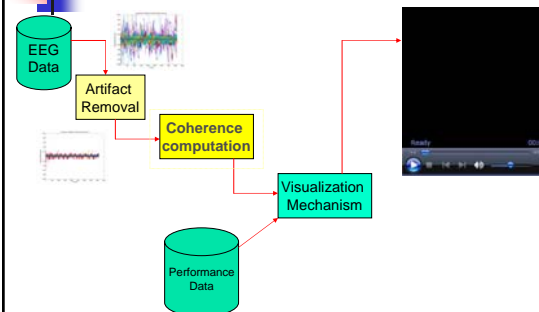 EEG
Data
Artifact
Removal
Coherence
computation
Visualization
Mechanism
Performance
Data
Ready